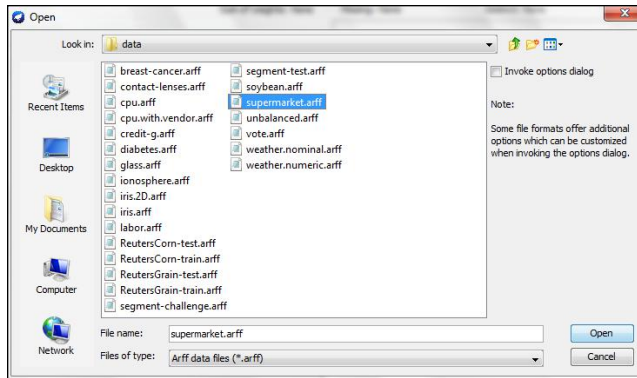 Open
Look in:
data
Recent Items
Desktop
My Documents
Computer
Network
breast-cancer.arff
contact-lenses.arff
cpu.arff
cpu.with.vendor.arff
credit-g.arff
diabetes.arff
glass.arff
ionosphere.arff
iris.2D.arff
iris.arff
labor.arff
ReutersCorn-test.arff
ReutersCorn-train.arff
ReutersGrain-test.arff
ReutersGrain-train.arff
segment-challenge.arff
segment-test.arff
soybean.arff
supermarket.arff
unbalanced.arff
vote.arff
weather.nominal.arff
weather.numeric.arff
Invoke options dialog
Note:
Some file formats offer additional
options which can be customized
when invoking the options dialog.
File name:
supermarket.arff
Open
Files of type:
Arff data files (*.arff)
Cancel